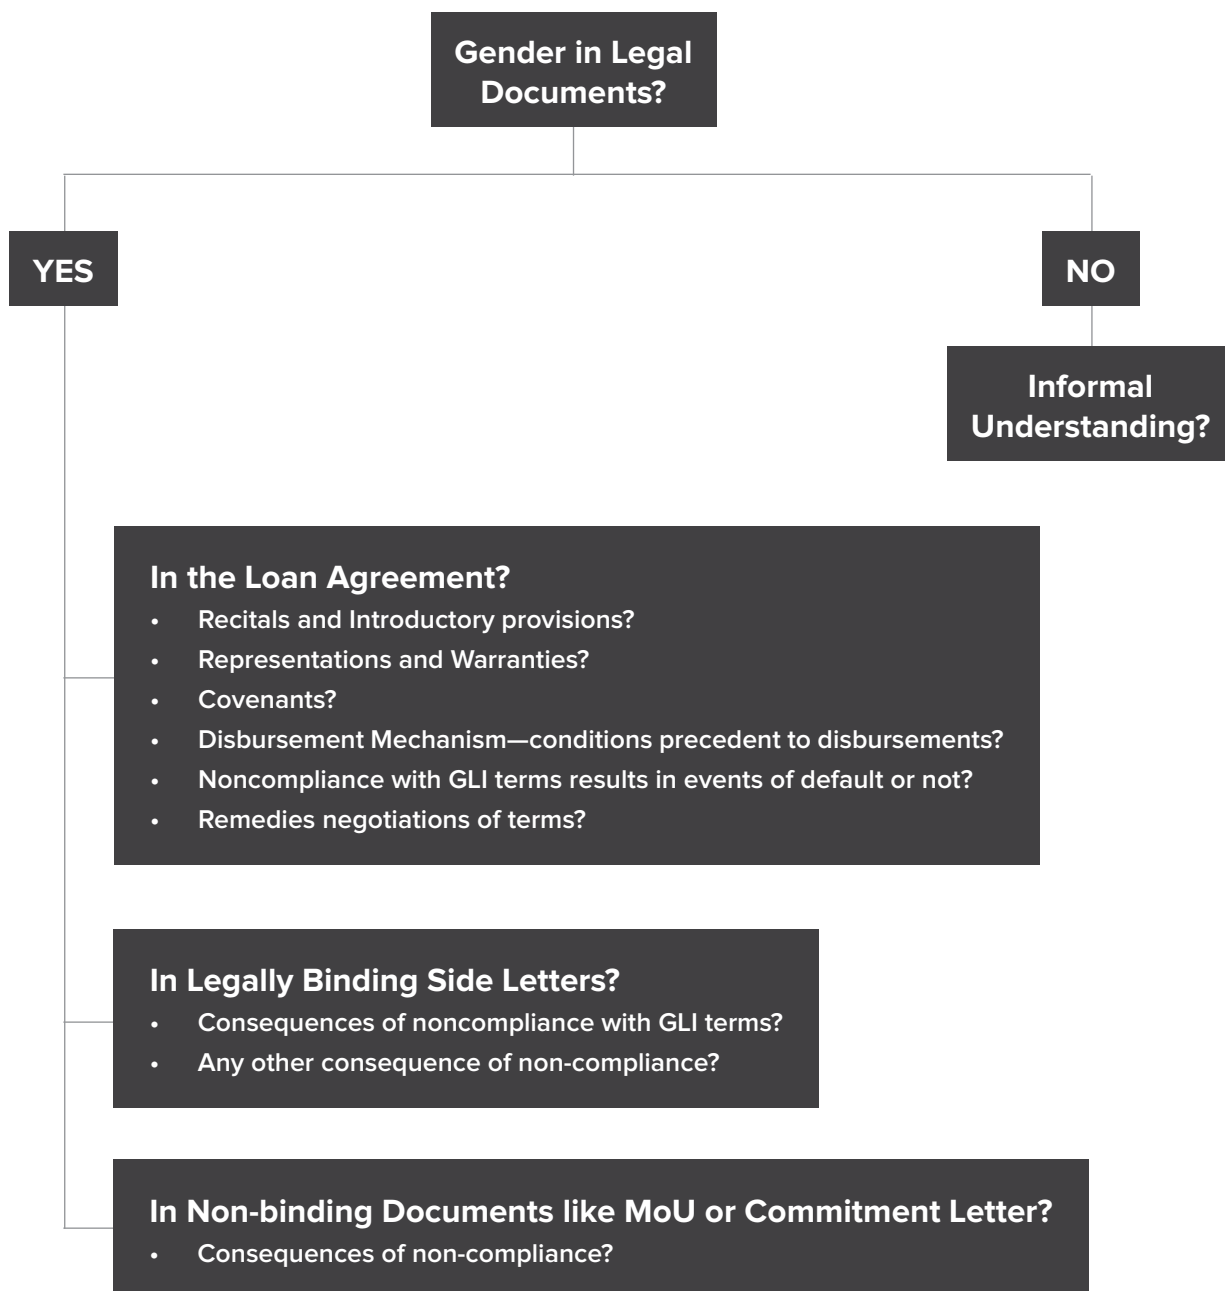 Gender in Legal
Documents?
YES
NO
Informal
Understanding?
In the Loan Agreement?
• Recitals and Introductory provisions?
• Representations and Warranties?
• Covenants?
• Disbursement Mechanism—conditions precedent to disbursements?
• Noncompliance with GLI terms results in events of default or not?
• Remedies negotiations of terms?
In Legally Binding Side Letters?
• Consequences of noncompliance with GLI terms?
• Any other consequence of non-compliance?
In Non-binding Documents like MoU or Commitment Letter?
• Consequences of non-compliance?